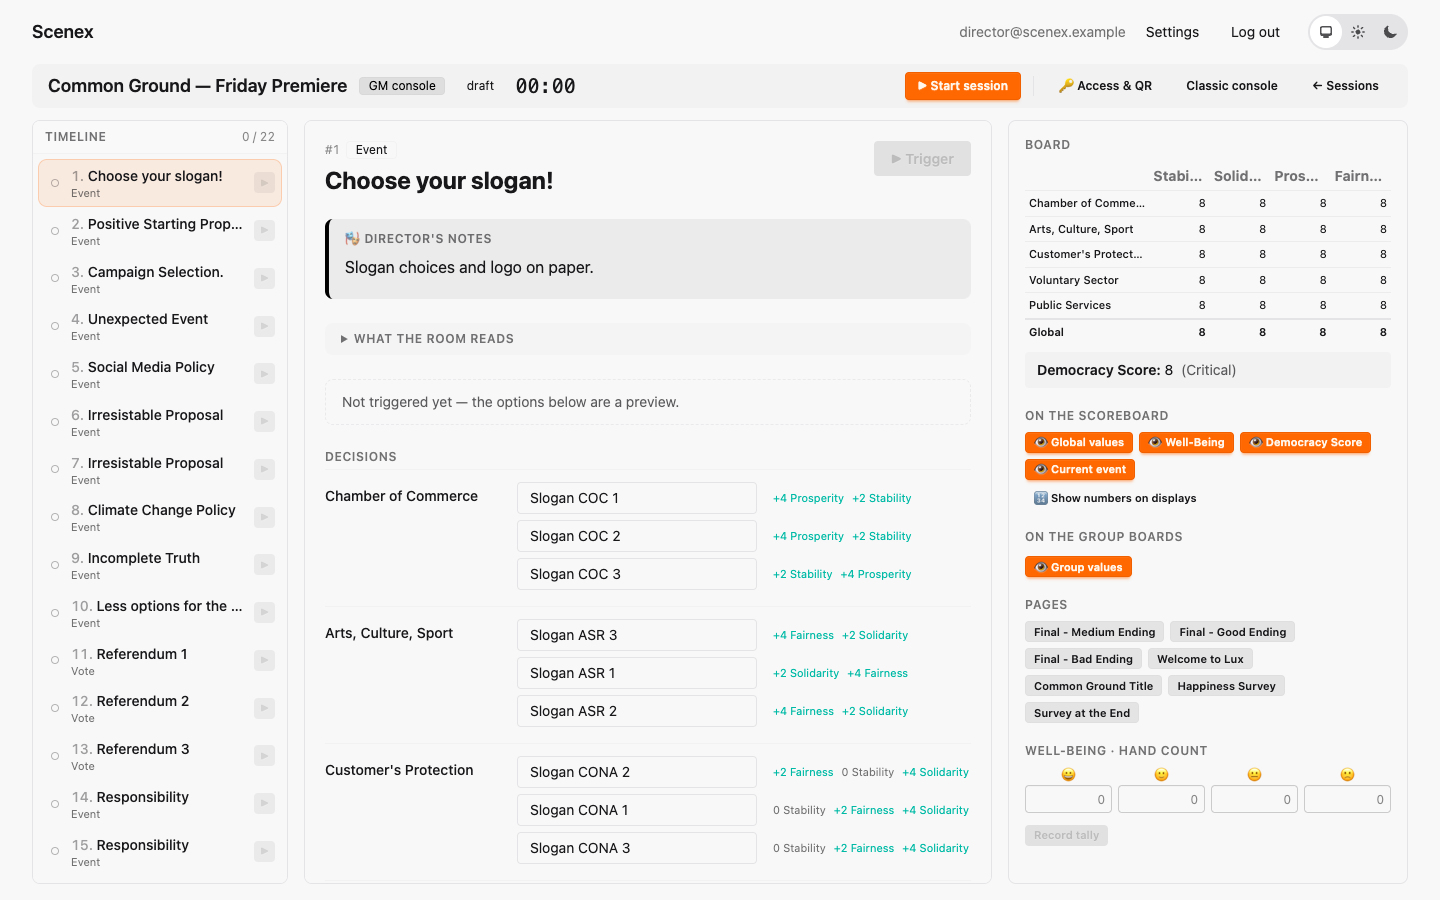 Scenex
director@scenex.example Settings Log out
Common Ground — Friday Premiere GM console draft 00:00 ▶ Start session 🔑 Access & QR Classic console ← Sessions
TIMELINE 0 / 22
1. Choose your slogan!
Event
2. Positive Starting Prop...
Event
3. Campaign Selection.
Event
4. Unexpected Event
Event
5. Social Media Policy
Event
6. Irresistable Proposal
Event
7. Irresistable Proposal
Event
8. Climate Change Policy
Event
9. Incomplete Truth
Event
10. Less options for the ...
Event
11. Referendum 1
Vote
12. Referendum 2
Vote
13. Referendum 3
Vote
14. Responsibility
Event
15. Responsibility
Event
#1 Event
Choose your slogan!
▶ Trigger
DIRECTOR'S NOTES
Slogan choices and logo on paper.
▶ WHAT THE ROOM READS
Not triggered yet — the options below are a preview.
DECISIONS
Chamber of Commerce
Slogan COC 1 +4 Prosperity +2 Stability
Slogan COC 2 +4 Prosperity +2 Stability
Slogan COC 3 +2 Stability +4 Prosperity
Arts, Culture, Sport
Slogan ASR 3 +4 Fairness +2 Solidarity
Slogan ASR 1 +2 Solidarity +4 Fairness
Slogan ASR 2 +4 Fairness +2 Solidarity
Customer's Protection
Slogan CONA 2 +2 Fairness 0 Stability +4 Solidarity
Slogan CONA 1 0 Stability +2 Fairness +4 Solidarity
Slogan CONA 3 0 Stability +2 Fairness +4 Solidarity
BOARD
Stabi... Solid... Pros... Fairn...
Chamber of Comme... 8 8 8 8
Arts, Culture, Sport 8 8 8 8
Customer's Protect... 8 8 8 8
Voluntary Sector 8 8 8 8
Public Services 8 8 8 8
Global 8 8 8 8
Democracy Score: 8 (Critical)
ON THE SCOREBOARD
Global values Well-Being Democracy Score
Current event
Show numbers on displays
ON THE GROUP BOARDS
Group values
PAGES
Final - Medium Ending Final - Good Ending
Final - Bad Ending Welcome to Lux
Common Ground Title Happiness Survey
Survey at the End
WELL-BEING · HAND COUNT
0 0 0 0
Record tally